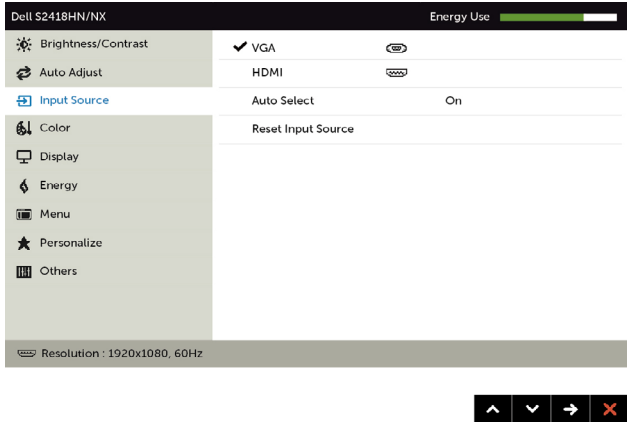 Dell S2418HN/NX Energy Use
Brightness/Contrast
Auto Adjust
Input Source
Color
Display
Energy
Menu
Personalize
Others
VGA
HDMI
Auto Select On
Reset Input Source
Resolution : 1920x1080, 60Hz